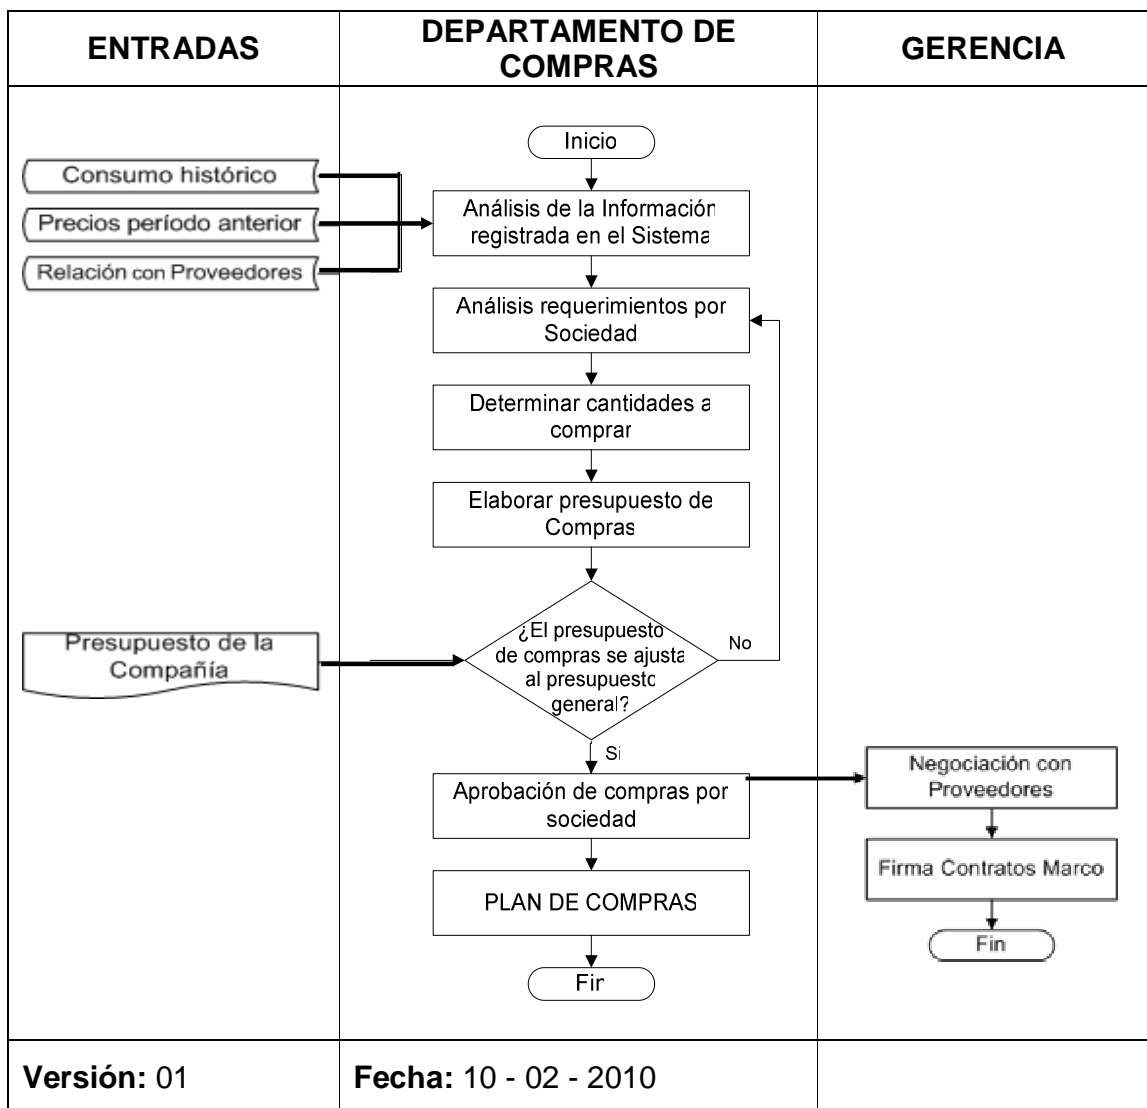 ENTRADAS
DEPARTAMENTO DE
COMPRAS
GERENCIA
Inicio
Consumo histórico
Precios período anterior
Relación con Proveedores
Análisis de la Información
registrada en el Sistema
Análisis requerimientos por
Sociedad
Determinar cantidades a
comprar
Elaborar presupuesto de
Compras
Presupuesto de la
Compañía
¿El presupuesto
de compras se ajusta
al presupuesto
general?
No
Si
Aprobación de compras por
sociedad
PLAN DE COMPRAS
Fin
Negociación con
Proveedores
Firma Contratos Marco
Fin
Versión: 01
Fecha: 10 - 02 - 2010